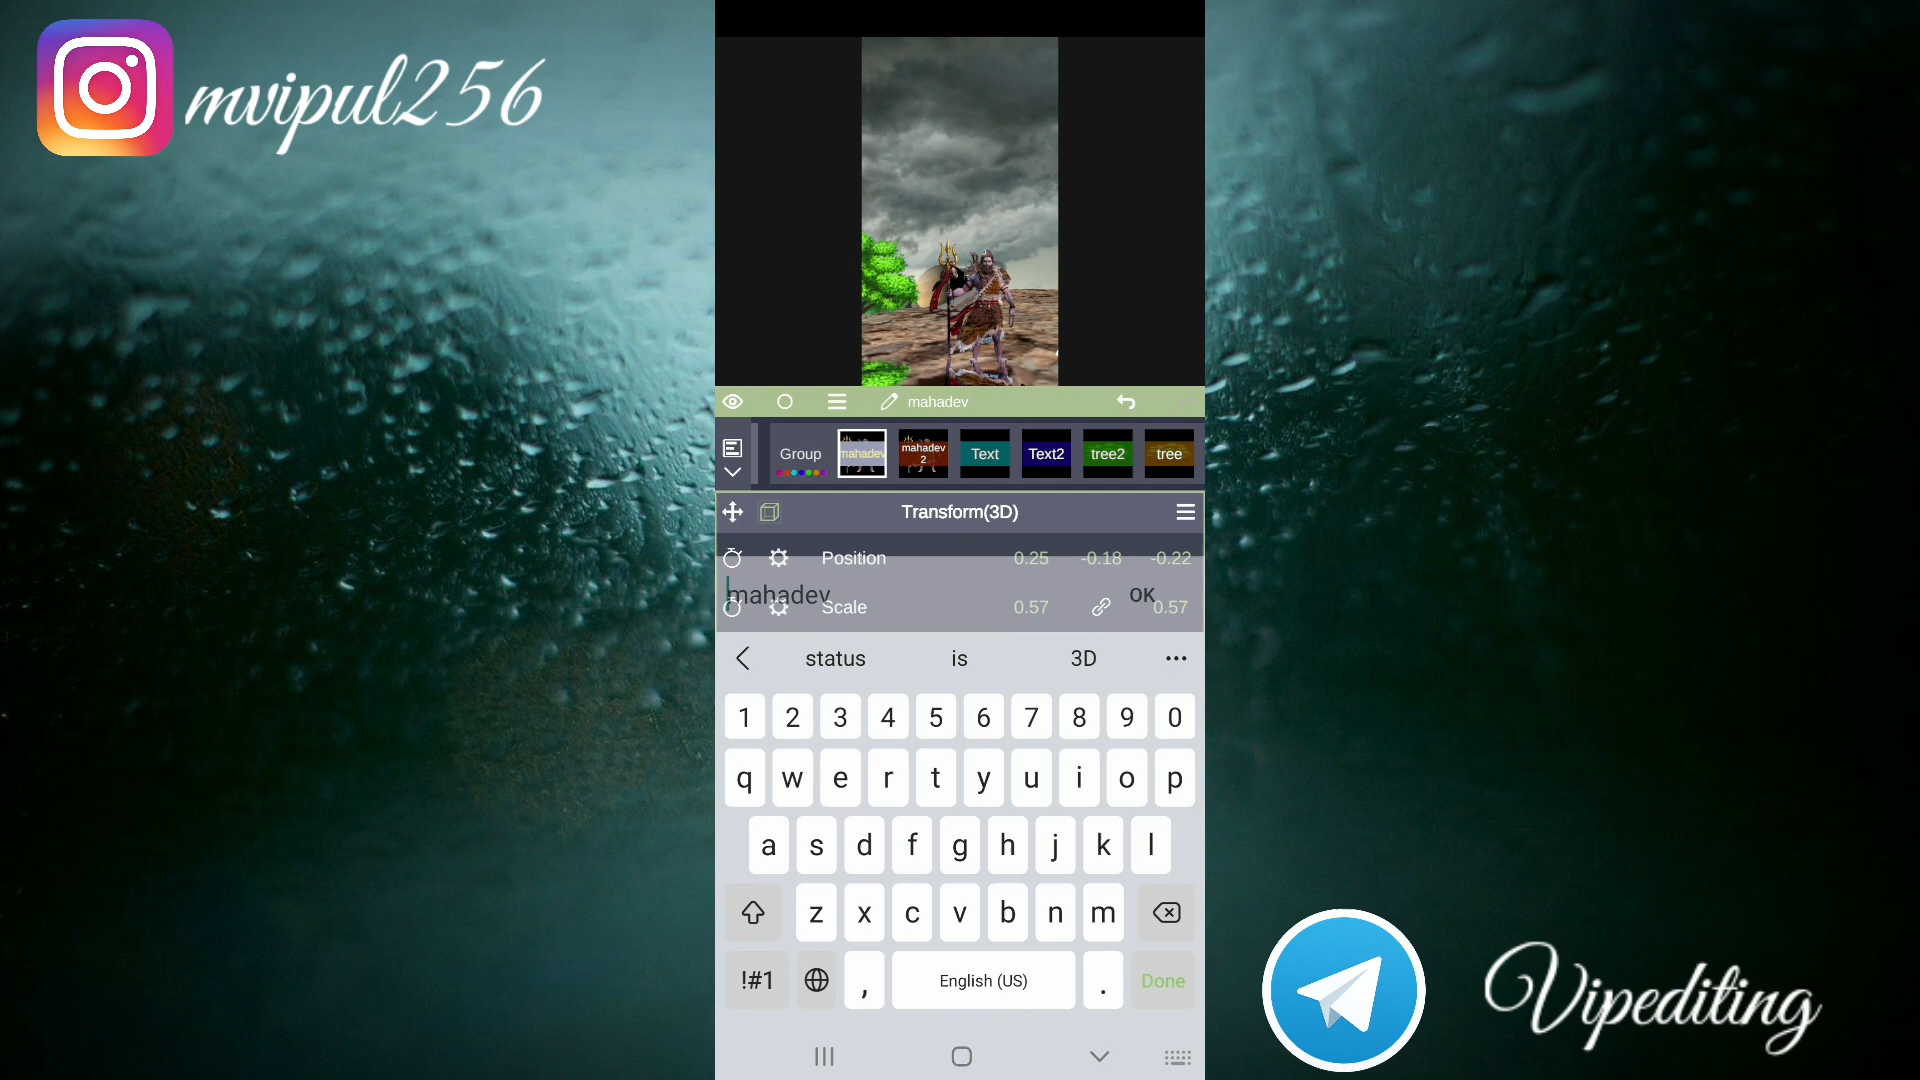 mvipul256
mahadev
Group mahadev mahadev 2 Text Text2 tree2 tree
Transform(3D)
Position 0.25 -0.18 -0.22
mahadev OK
Scale 0.57 0.57
status is 3D
1 2 3 4 5 6 7 8 9 0
q w e r t y u i o p
a s d f g h j k l
z x c v b n m
!#1 , English (US) . Done
Vipediting